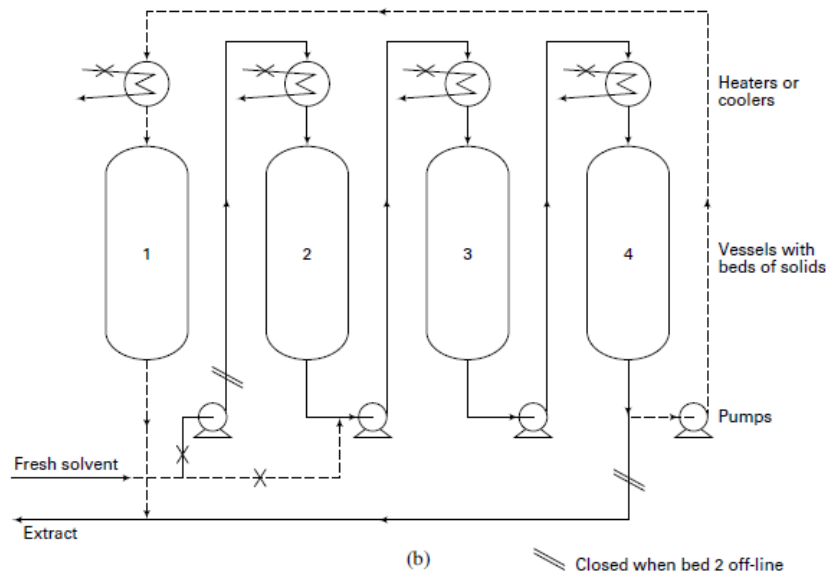 Heaters or
coolers
1
2
3
4
Vessels with
beds of solids
Pumps
Fresh solvent
Extract
(b)
Closed when bed 2 off-line